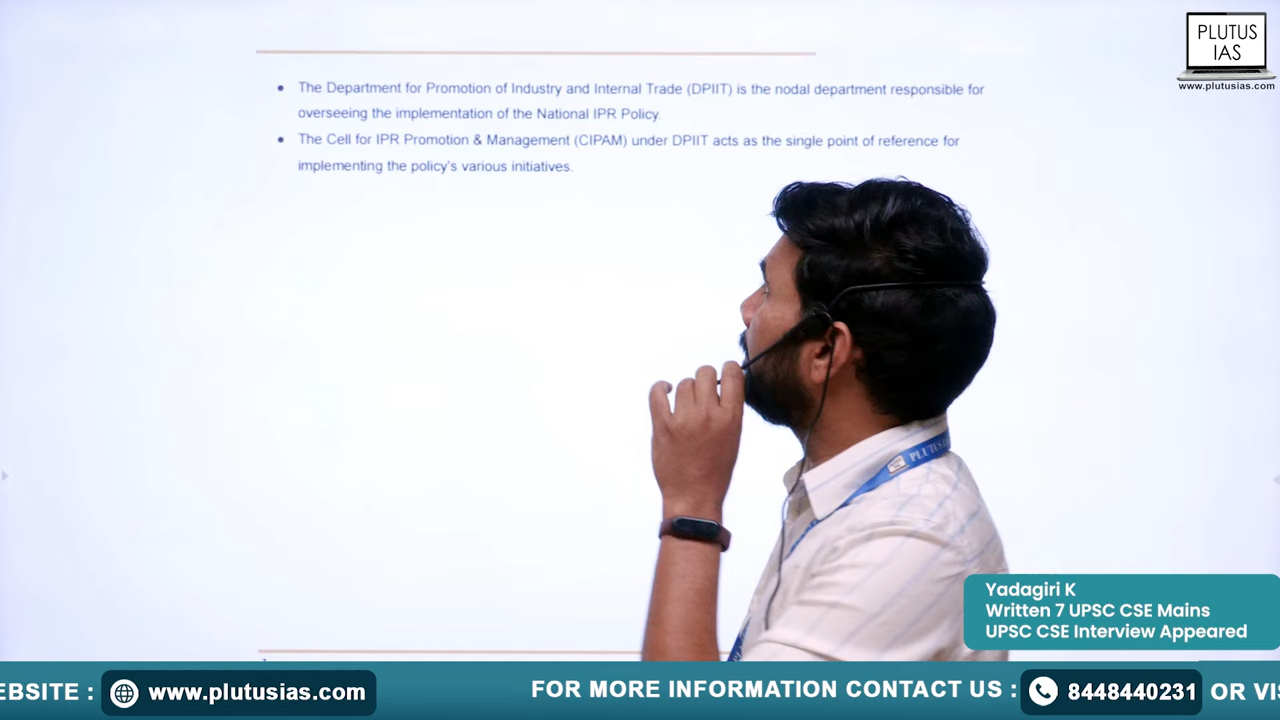 PLUTUS
IAS
www.plutusias.com
• The Department for Promotion of Industry and Internal Trade (DPIIT) is the nodal department responsible for
overseeing the implementation of the National IPR Policy.
• The Cell for IPR Promotion & Management (CIPAM) under DPIIT acts as the single point of reference for
implementing the policy's various initiatives.
PLUTUS
Yadagiri K
Written 7 UPSC CSE Mains
UPSC CSE Interview Appeared
EBSITE : www.plutusias.com FOR MORE INFORMATION CONTACT US : 8448440231 OR VIS